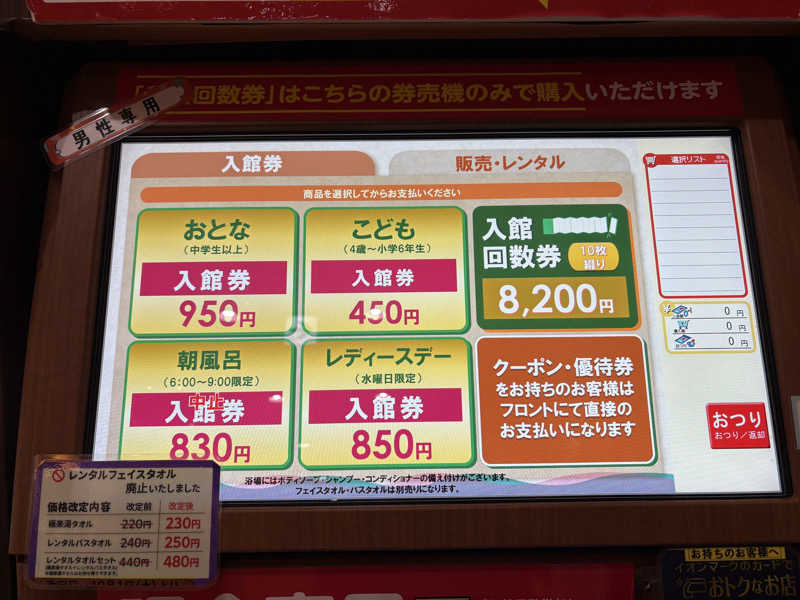 回数券」はこちらの券売機のみで購入いただけます
男性専用
入館券
販売・レンタル
商品を選択してからお支払いください
おとな
(中学生以上)
入館券
950円
こども
(4歳〜小学6年生)
入館券
450円
入館
回数券
10枚
綴り
8,200円
朝風呂
(6:00〜9:00限定)
入館券
中止
830円
レディースデー
(水曜日限定)
入館券
850円
クーポン・優待券
をお持ちのお客様は
フロントにて直接の
お支払いになります
選択リスト
0 円
0 円
0 円
おつり
おつり/返却
浴場にはボディソープ・シャンプー・コンディショナーの備え付けがございます。
フェイスタオル・バスタオルは別売りになります。
レンタルフェイスタオル
廃止いたしました
価格改定内容 改定前 改定後
極楽湯タオル 220円 230円
レンタルバスタオル 240円 250円
レンタルタオルセット 440円 480円
お持ちのお客様へ
イオンマークのカードで
おトクなお店